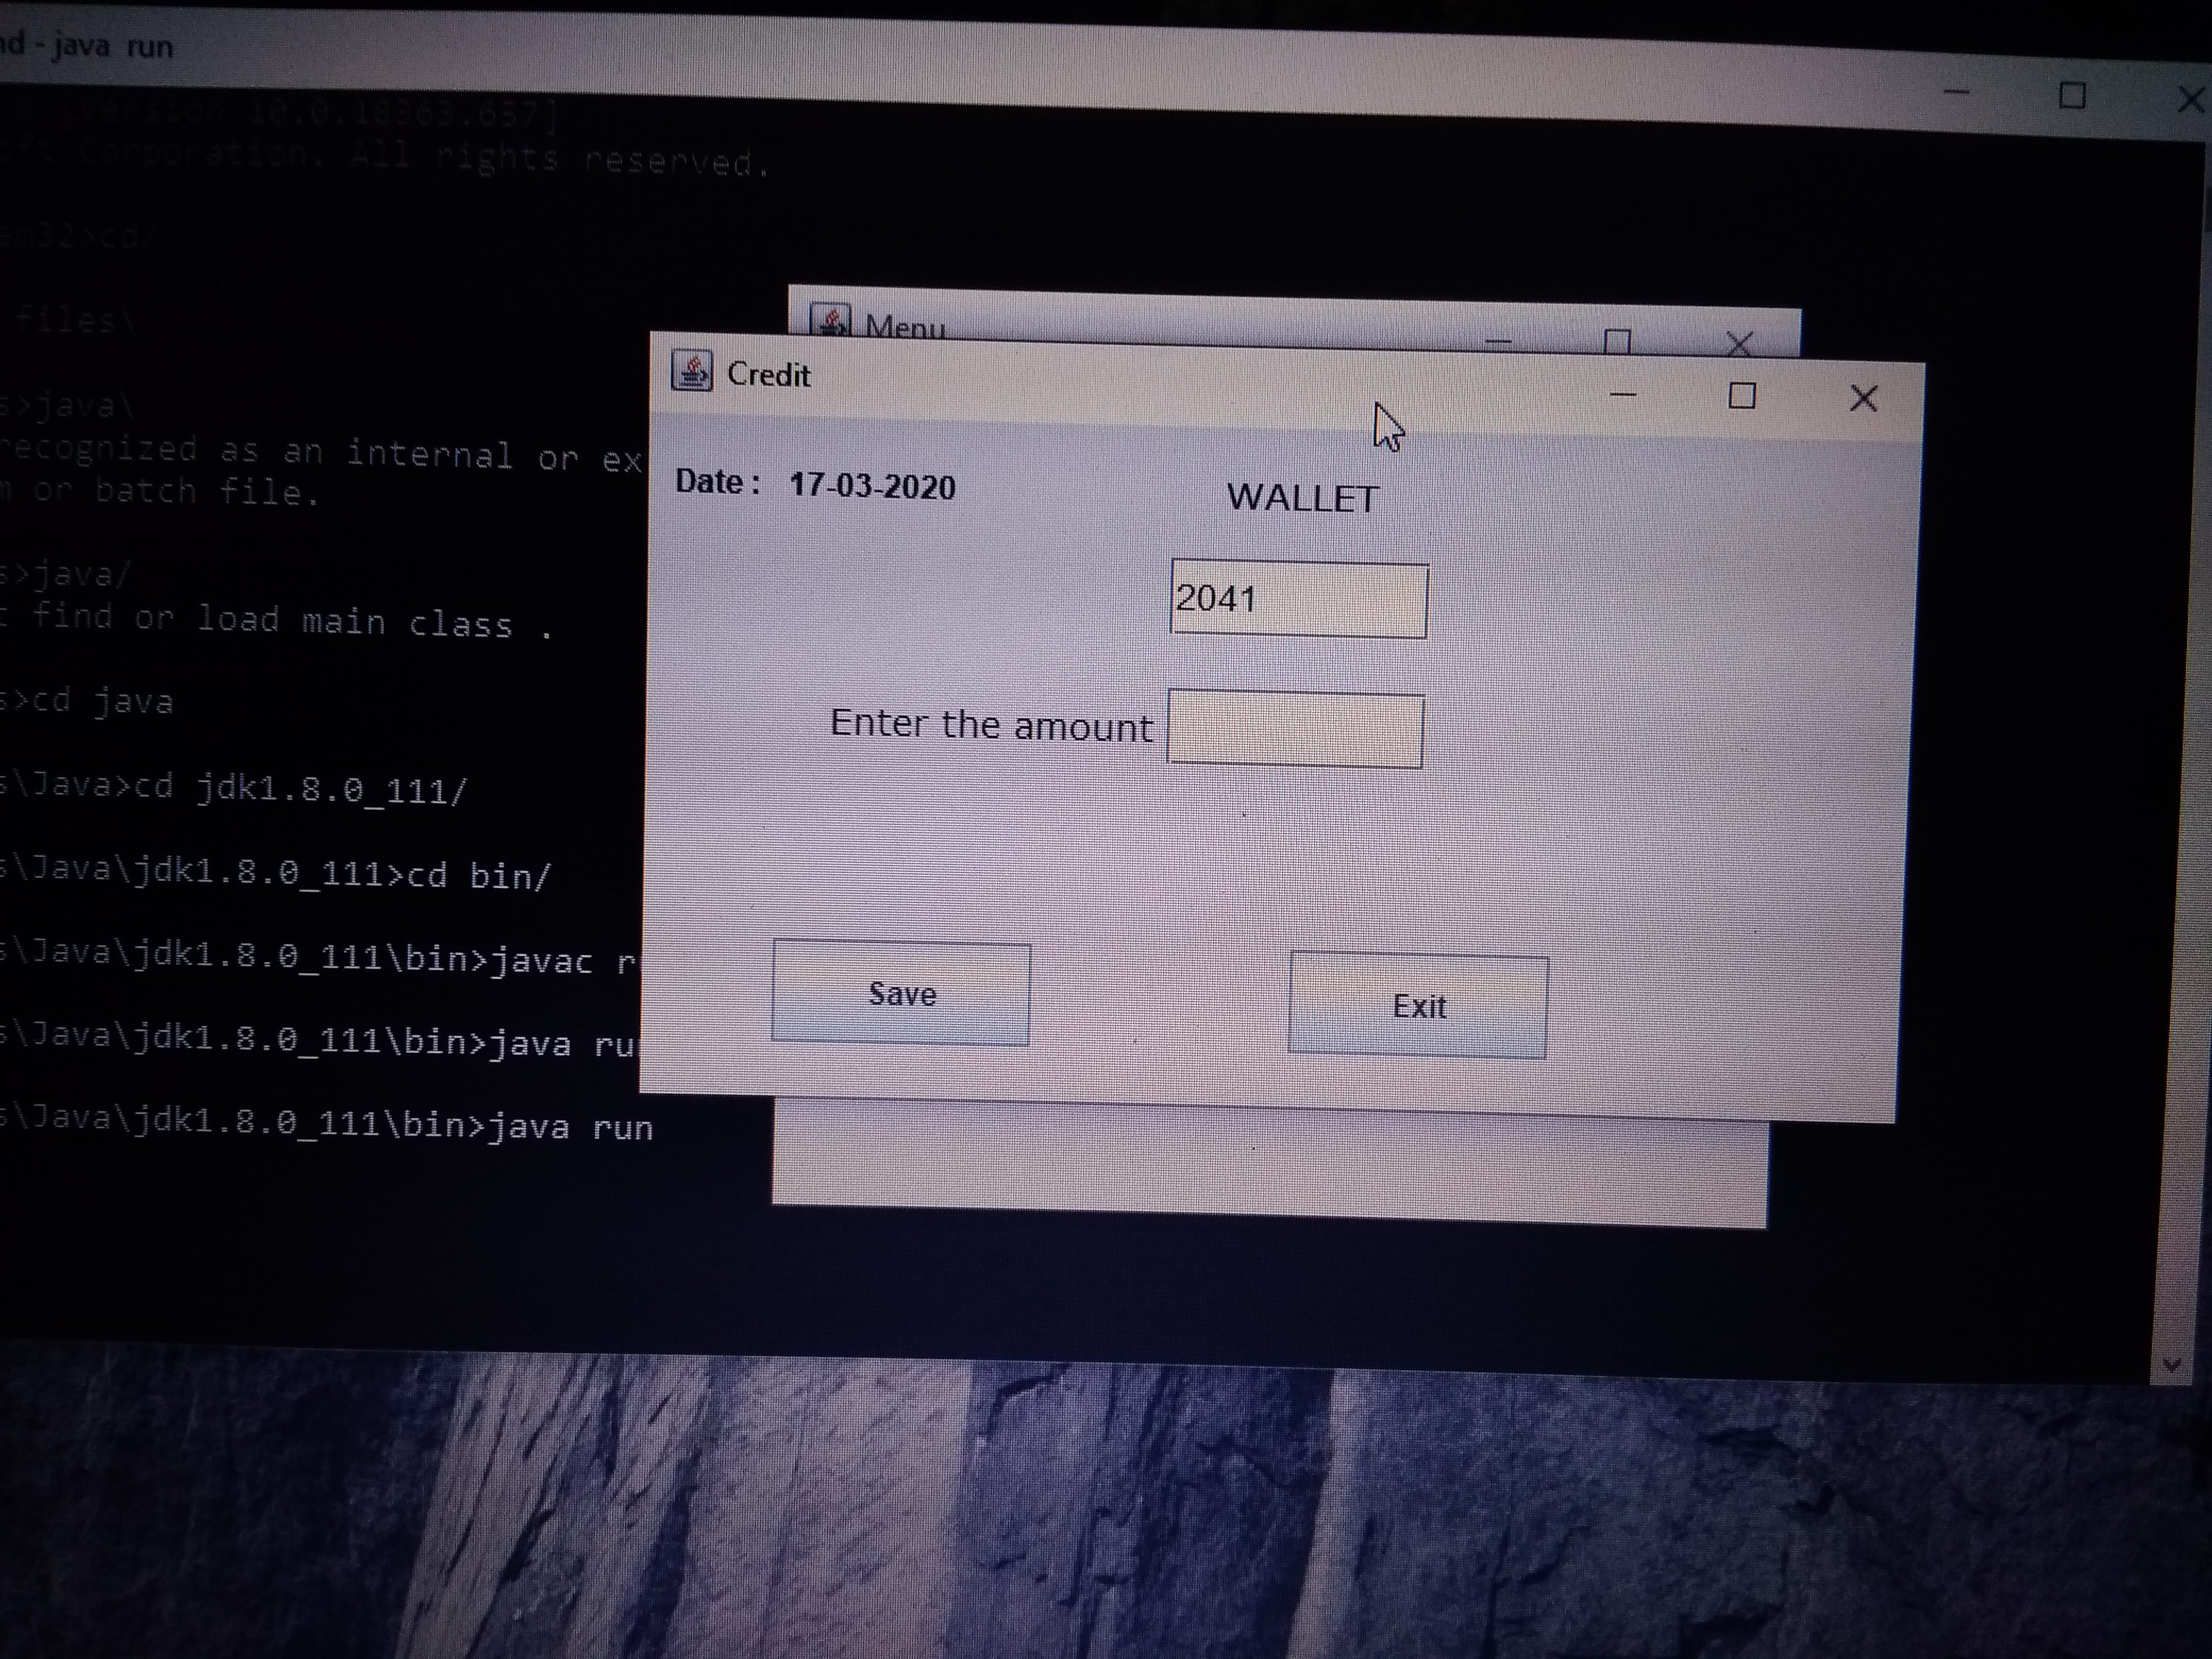 nd - java run
[Version 10.0.18363.657]
oft Corporation. All rights reserved.
em32>cd/
files\
s>java\
recognized as an internal or ex
m or batch file.
s>java/
t find or load main class .
s>cd java
s\Java>cd jdk1.8.0_111/
s\Java\jdk1.8.0_111>cd bin/
s\Java\jdk1.8.0_111\bin>javac r
s\Java\jdk1.8.0_111\bin>java ru
s\Java\jdk1.8.0_111\bin>java run
Menu
Credit
Date : 17-03-2020
WALLET
2041
Enter the amount
Save
Exit